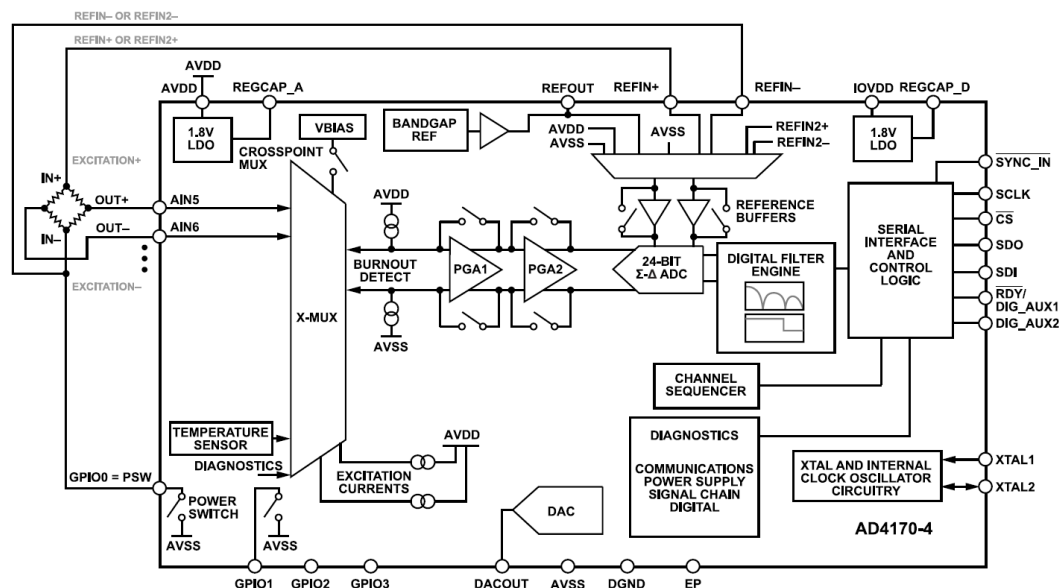 REFIN– OR REFIN2–
REFIN+ OR REFIN2+
AVDD
AVDD
REGCAP_A
REFOUT
REFIN+
REFIN–
IOVDD
REGCAP_D
1.8V
LDO
VBIAS
BANDGAP
REF
AVDD
AVSS
AVSS
REFIN2+
REFIN2–
1.8V
LDO
CROSSPOINT
MUX
SYNC_IN
EXCITATION+
IN+
OUT+
AIN5
OUT–
AIN6
IN–
EXCITATION–
AVDD
REFERENCE
BUFFERS
SCLK
CS
SDO
SDI
RDY/
DIG_AUX1
DIG_AUX2
SERIAL
INTERFACE
AND
CONTROL
LOGIC
BURNOUT
DETECT
PGA1
PGA2
24-BIT
Σ-Δ ADC
DIGITAL FILTER
ENGINE
X-MUX
AVSS
CHANNEL
SEQUENCER
TEMPERATURE
SENSOR
DIAGNOSTICS
AVDD
EXCITATION
CURRENTS
DIAGNOSTICS
COMMUNICATIONS
POWER SUPPLY
SIGNAL CHAIN
DIGITAL
XTAL AND INTERNAL
CLOCK OSCILLATOR
CIRCUITRY
XTAL1
XTAL2
GPIO0 = PSW
POWER
SWITCH
AVSS
AVSS
DAC
AD4170-4
GPIO1
GPIO2
GPIO3
DACOUT
AVSS
DGND
EP